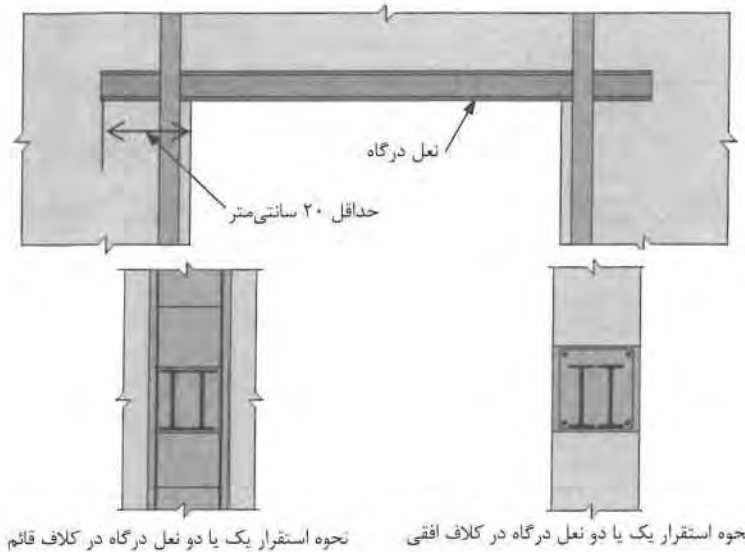 نعل درگاه
حداقل ۲۰ سانتی‌متر
حوه استقرار یک یا دو نعل درگاه در کلاف افقی
نحوه استقرار یک یا دو نعل درگاه در کلاف قائم